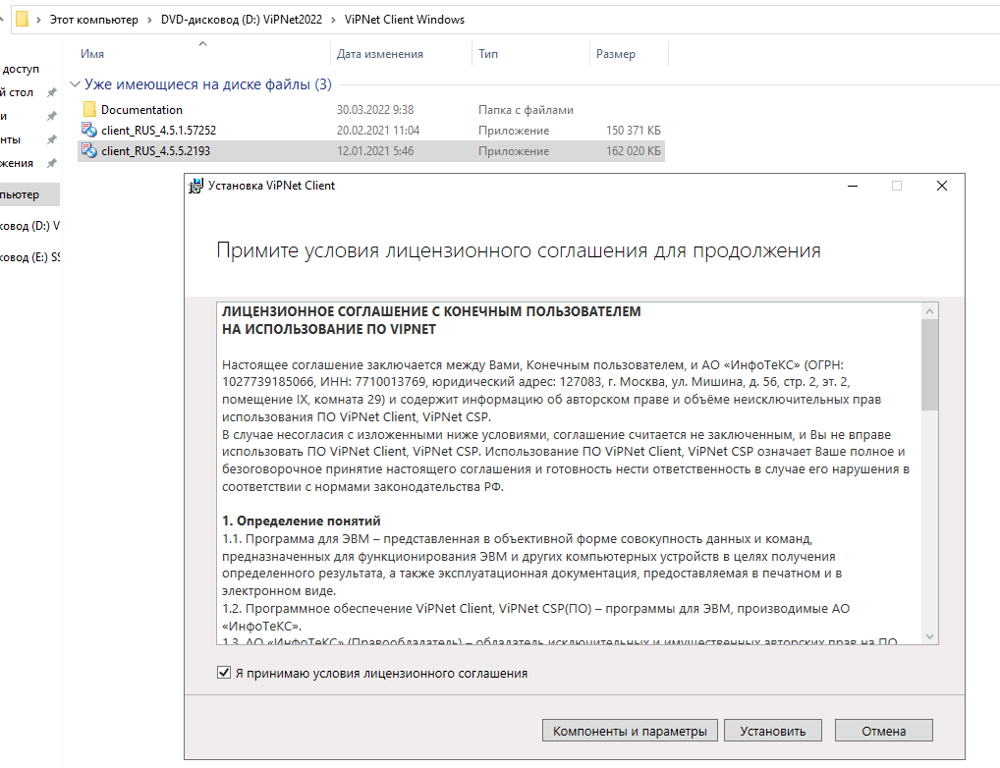 Этот компьютер › DVD-дисковод (D:) ViPNet2022 › ViPNet Client Windows
Имя Дата изменения Тип Размер
доступ
й стол
и
нты
жения
пьютер
ковод (D:) V
ковод (E:) SS
Уже имеющиеся на диске файлы (3)
Documentation 30.03.2022 9:38 Папка с файлами
client_RUS_4.5.1.57252 20.02.2021 11:04 Приложение 150 371 КБ
client_RUS_4.5.5.2193 12.01.2021 5:46 Приложение 162 020 КБ
Установка ViPNet Client
Примите условия лицензионного соглашения для продолжения
ЛИЦЕНЗИОННОЕ СОГЛАШЕНИЕ С КОНЕЧНЫМ ПОЛЬЗОВАТЕЛЕМ
НА ИСПОЛЬЗОВАНИЕ ПО VIPNET
Настоящее соглашение заключается между Вами, Конечным пользователем, и АО «ИнфоТеКС» (ОГРН:
1027739185066, ИНН: 7710013769, юридический адрес: 127083, г. Москва, ул. Мишина, д. 56, стр. 2, эт. 2,
помещение IX, комната 29) и содержит информацию об авторском праве и объёме неисключительных прав
использования ПО ViPNet Client, ViPNet CSP.
В случае несогласия с изложенными ниже условиями, соглашение считается не заключенным, и Вы не вправе
использовать ПО ViPNet Client, ViPNet CSP. Использование ПО ViPNet Client, ViPNet CSP означает Ваше полное и
безоговорочное принятие настоящего соглашения и готовность нести ответственность в случае его нарушения в
соответствии с нормами законодательства РФ.
1. Определение понятий
1.1. Программа для ЭВМ – представленная в объективной форме совокупность данных и команд,
предназначенных для функционирования ЭВМ и других компьютерных устройств в целях получения
определенного результата, а также эксплуатационная документация, предоставляемая в печатном и в
электронном виде.
1.2. Программное обеспечение ViPNet Client, ViPNet CSP(ПО) – программы для ЭВМ, производимые АО
«ИнфоТеКС».
1.3. АО «ИнфоТеКС» (Правообладатель) – обладатель исключительных и имущественных авторских прав на ПО
Я принимаю условия лицензионного соглашения
Компоненты и параметры Установить Отмена